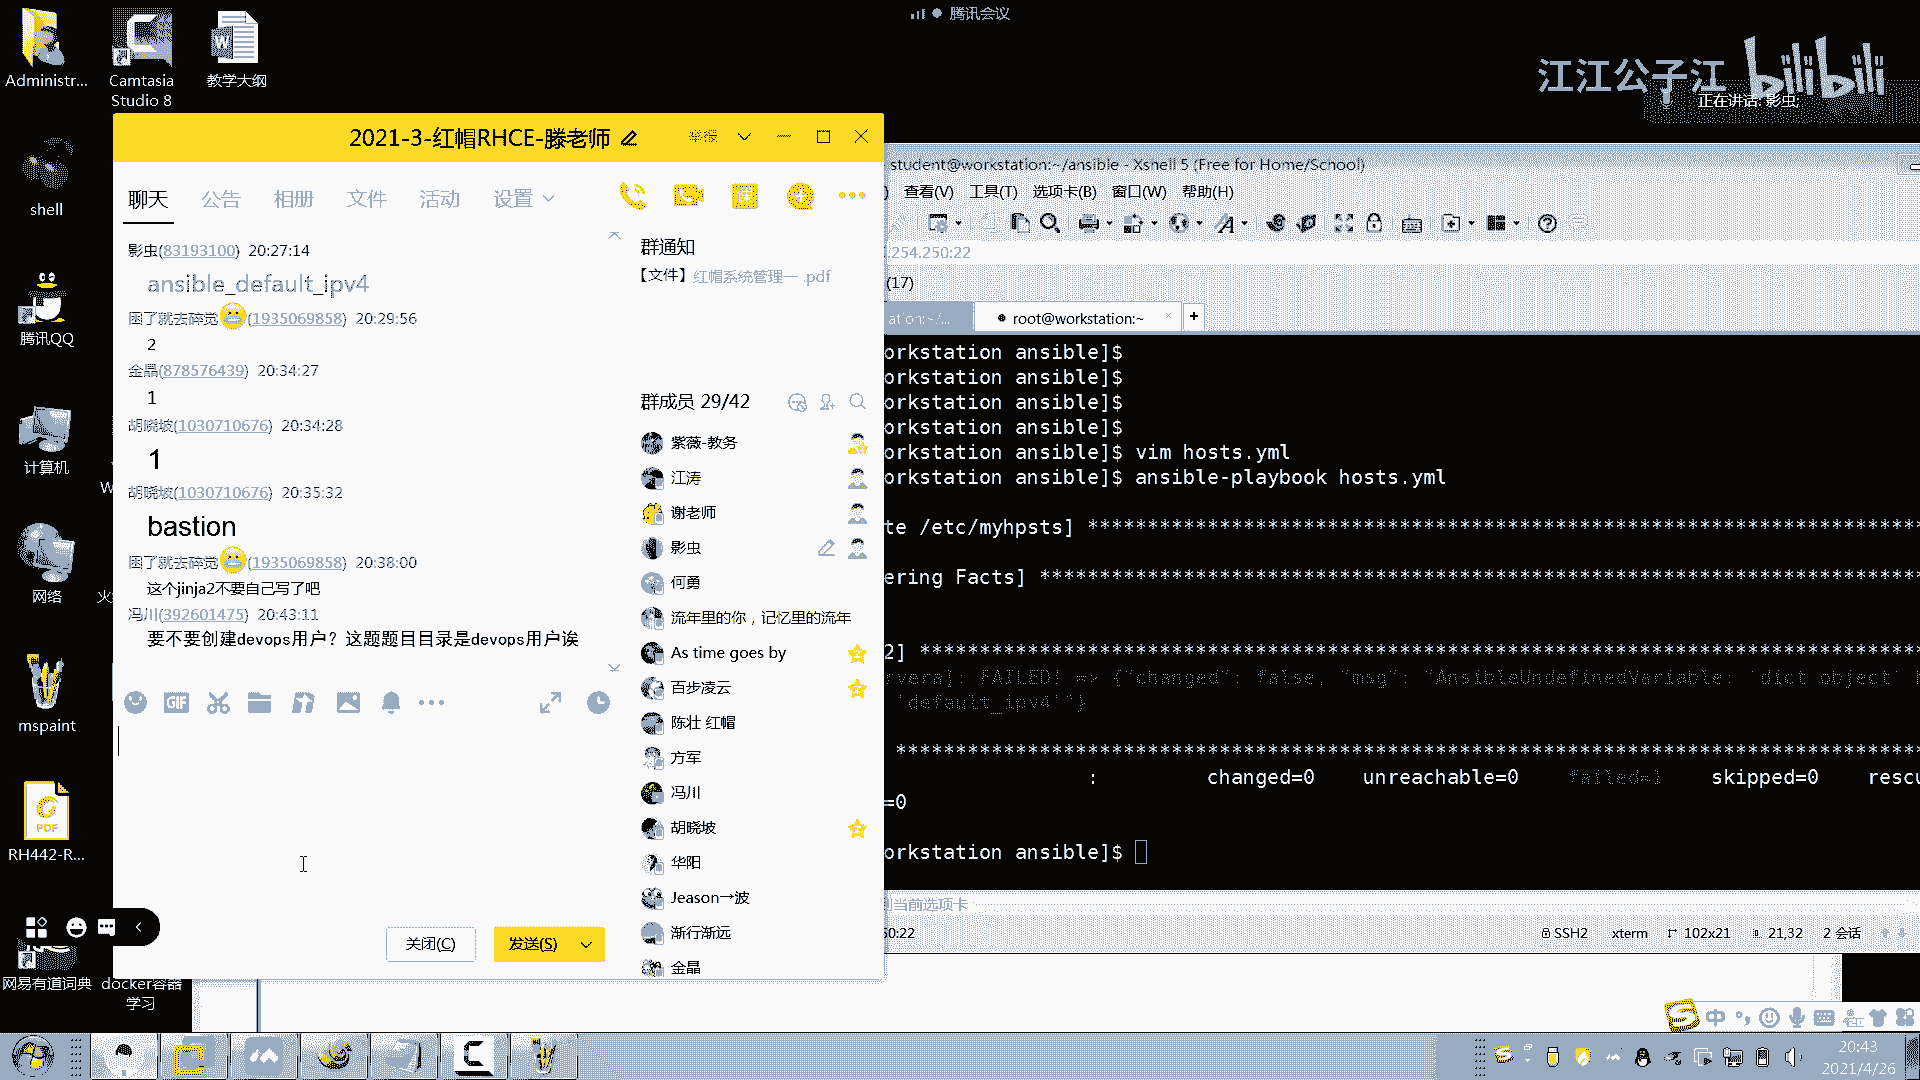 腾讯会议
江江公子江 bilibili
正在讲话: 影虫;
Administr...
Camtasia
Studio 8
教学大纲
shell
腾讯QQ
计算机
网络
mspaint
RH442-R...
网易有道词典
docker容器
学习
2021-3-红帽RHCE-滕老师
聊天 公告 相册 文件 活动 设置
影虫(83193100) 20:27:14
ansible_default_ipv4
困了就去碎觉(1935069858) 20:29:56
2
金晶(878576439) 20:34:27
1
胡晓坡(1030710676) 20:34:28
1
胡晓坡(1030710676) 20:35:32
bastion
困了就去碎觉(1935069858) 20:38:00
这个jinja2不要自己写了吧
冯川(392601475) 20:43:11
要不要创建devops用户？这题题目目录是devops用户诶
关闭(C) 发送(S)
群通知
【文件】红帽系统管理一 .pdf
群成员 29/42
紫薇-教务
江涛
谢老师
影虫
何勇
流年里的你，记忆里的流年
As time goes by
百步凌云
陈壮 红帽
方军
冯川
胡晓坡
华阳
Jeason→波
渐行渐远
金晶
student@workstation:~/ansible - Xshell 5 (Free for Home/School)
查看(V) 工具(T) 选项卡(B) 窗口(W) 帮助(H)
.254.250:22
(17)
ation:~/... root@workstation:~
orkstation ansible]$
orkstation ansible]$
orkstation ansible]$
orkstation ansible]$
orkstation ansible]$ vim hosts.yml
orkstation ansible]$ ansible-playbook hosts.yml
te /etc/myhpsts] **********************************************************************
ering Facts] **************************************************************************
2] ************************************************************************************
rvera]: FAILED! => {"changed": false, "msg": "AnsibleUndefinedVariable: 'dict object' h
'default_ipv4'"}
**************************************************************************************
: changed=0 unreachable=0 failed=1 skipped=0 rescu
=0
orkstation ansible]$
当前选项卡
50:22 SSH2 xterm 102x21 21,32 2 会话
中
20:43
2021/4/26